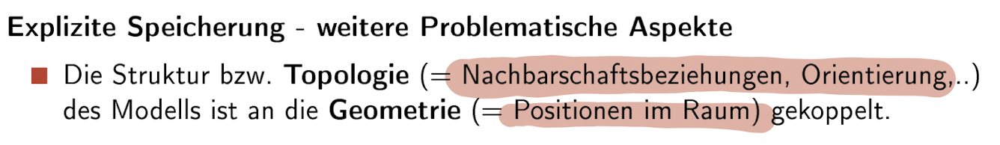 Explizite Speicherung - weitere Problematische Aspekte
Die Struktur bzw. Topologie (= Nachbarschaftsbeziehungen, Orientierung,..)
des Modells ist an die Geometrie (= Positionen im Raum) gekoppelt.